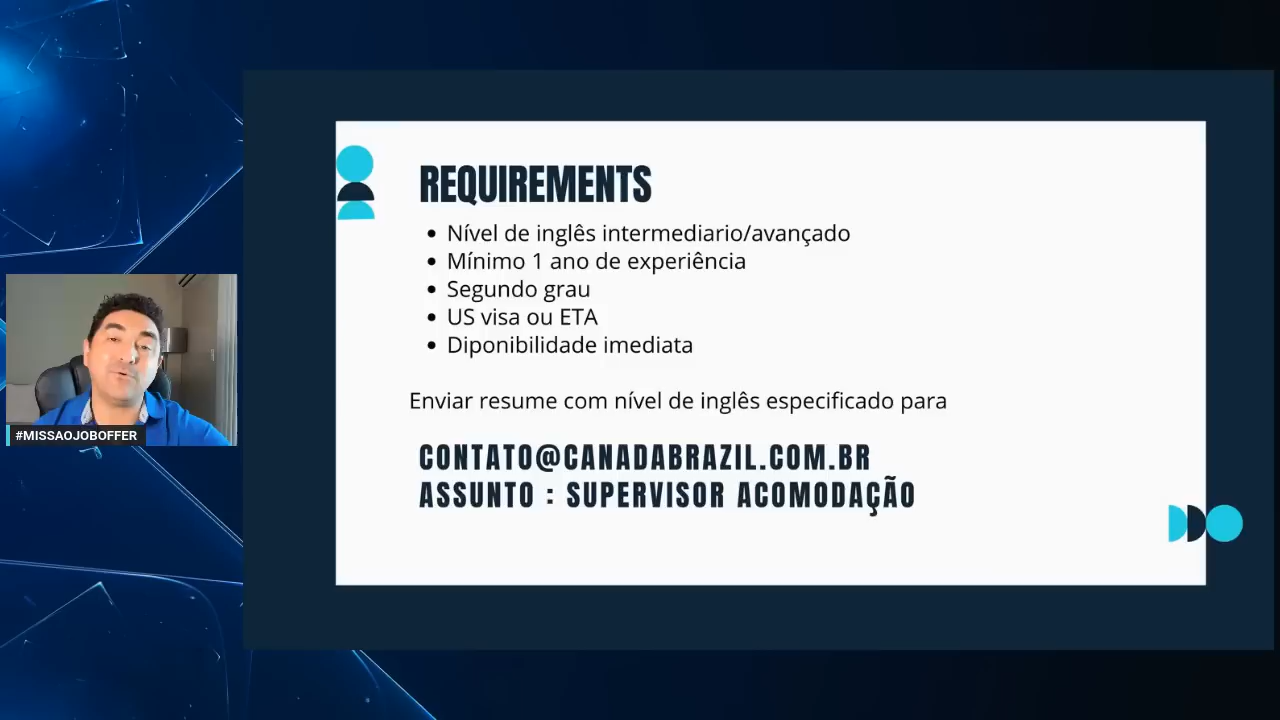 REQUIREMENTS
Nível de inglês intermediario/avançado
Mínimo 1 ano de experiência
Segundo grau
US visa ou ETA
Diponibilidade imediata
Enviar resume com nível de inglês especificado para
CONTATO@CANADABRAZIL.COM.BR
ASSUNTO : SUPERVISOR ACOMODAÇÃO
#MISSAOJOBOFFER